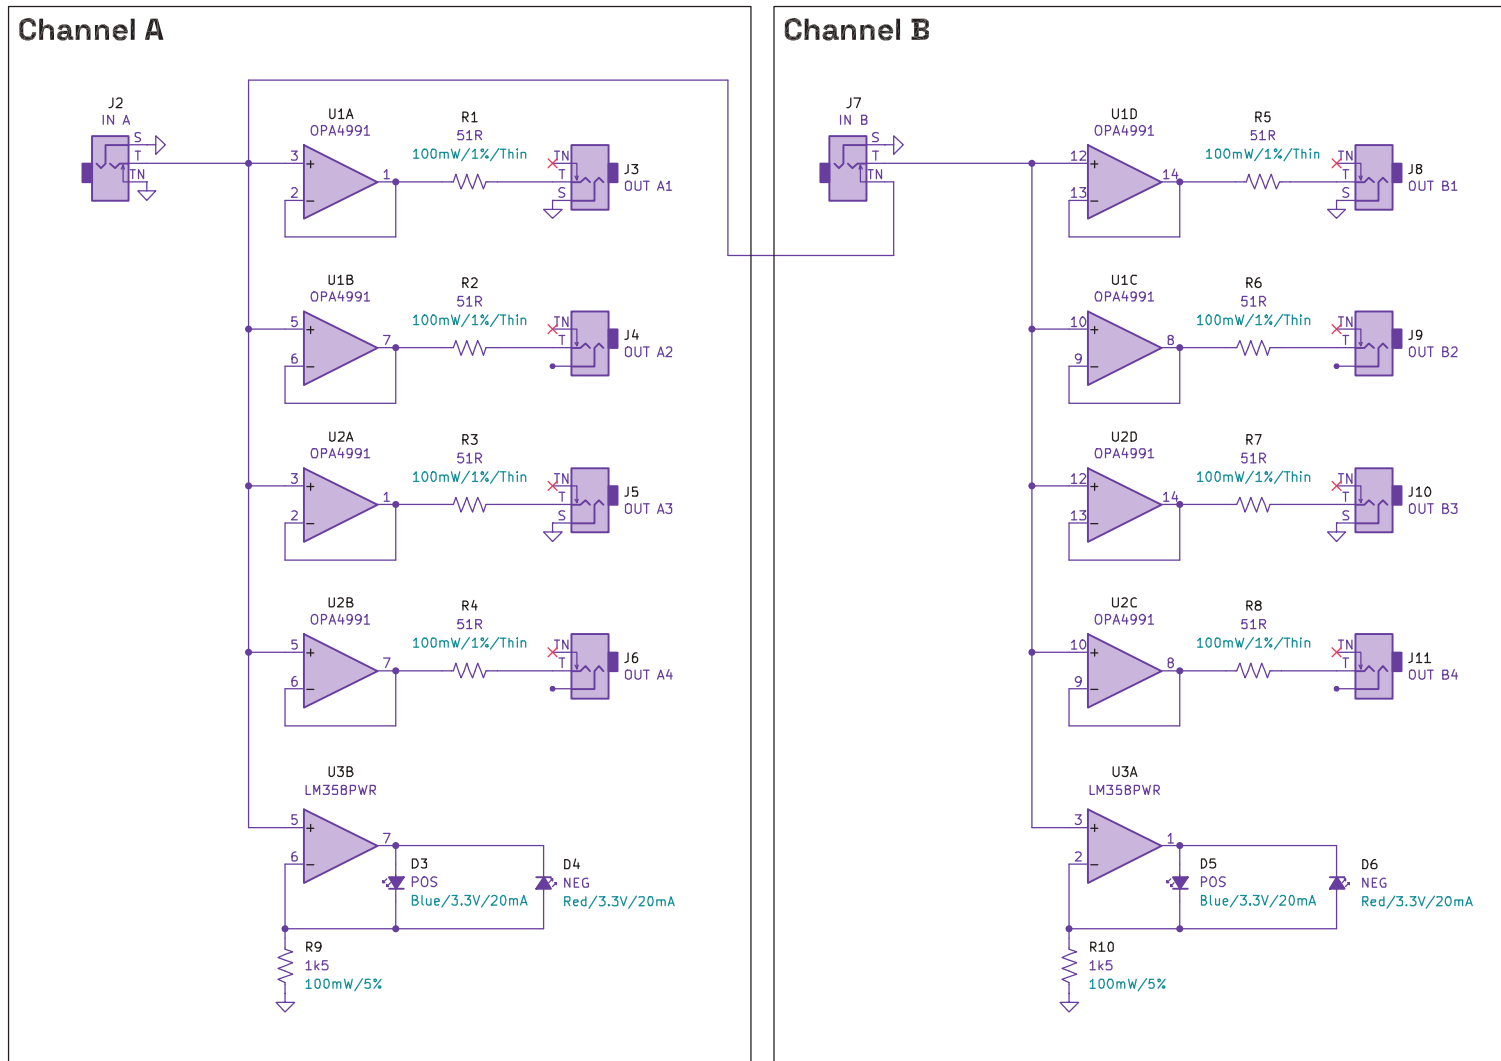 Channel A
J2
IN A
S
T
TN
U1A
OPA4991
3
+
2
−
1
R1
51R
100mW/1%/Thin
TN
T
S
J3
OUT A1
U1B
OPA4991
5
+
6
−
7
R2
51R
100mW/1%/Thin
TN
T
J4
OUT A2
U2A
OPA4991
3
+
2
−
1
R3
51R
100mW/1%/Thin
TN
T
S
J5
OUT A3
U2B
OPA4991
5
+
6
−
7
R4
51R
100mW/1%/Thin
TN
T
J6
OUT A4
U3B
LM358PWR
5
+
6
−
7
D3
POS
Blue/3.3V/20mA
D4
NEG
Red/3.3V/20mA
R9
1k5
100mW/5%
Channel B
J7
IN B
S
T
TN
U1D
OPA4991
12
+
13
−
14
R5
51R
100mW/1%/Thin
TN
T
S
J8
OUT B1
U1C
OPA4991
10
+
9
−
8
R6
51R
100mW/1%/Thin
TN
T
J9
OUT B2
U2D
OPA4991
12
+
13
−
14
R7
51R
100mW/1%/Thin
TN
T
S
J10
OUT B3
U2C
OPA4991
10
+
9
−
8
R8
51R
100mW/1%/Thin
TN
T
J11
OUT B4
U3A
LM358PWR
3
+
2
−
1
D5
POS
Blue/3.3V/20mA
D6
NEG
Red/3.3V/20mA
R10
1k5
100mW/5%